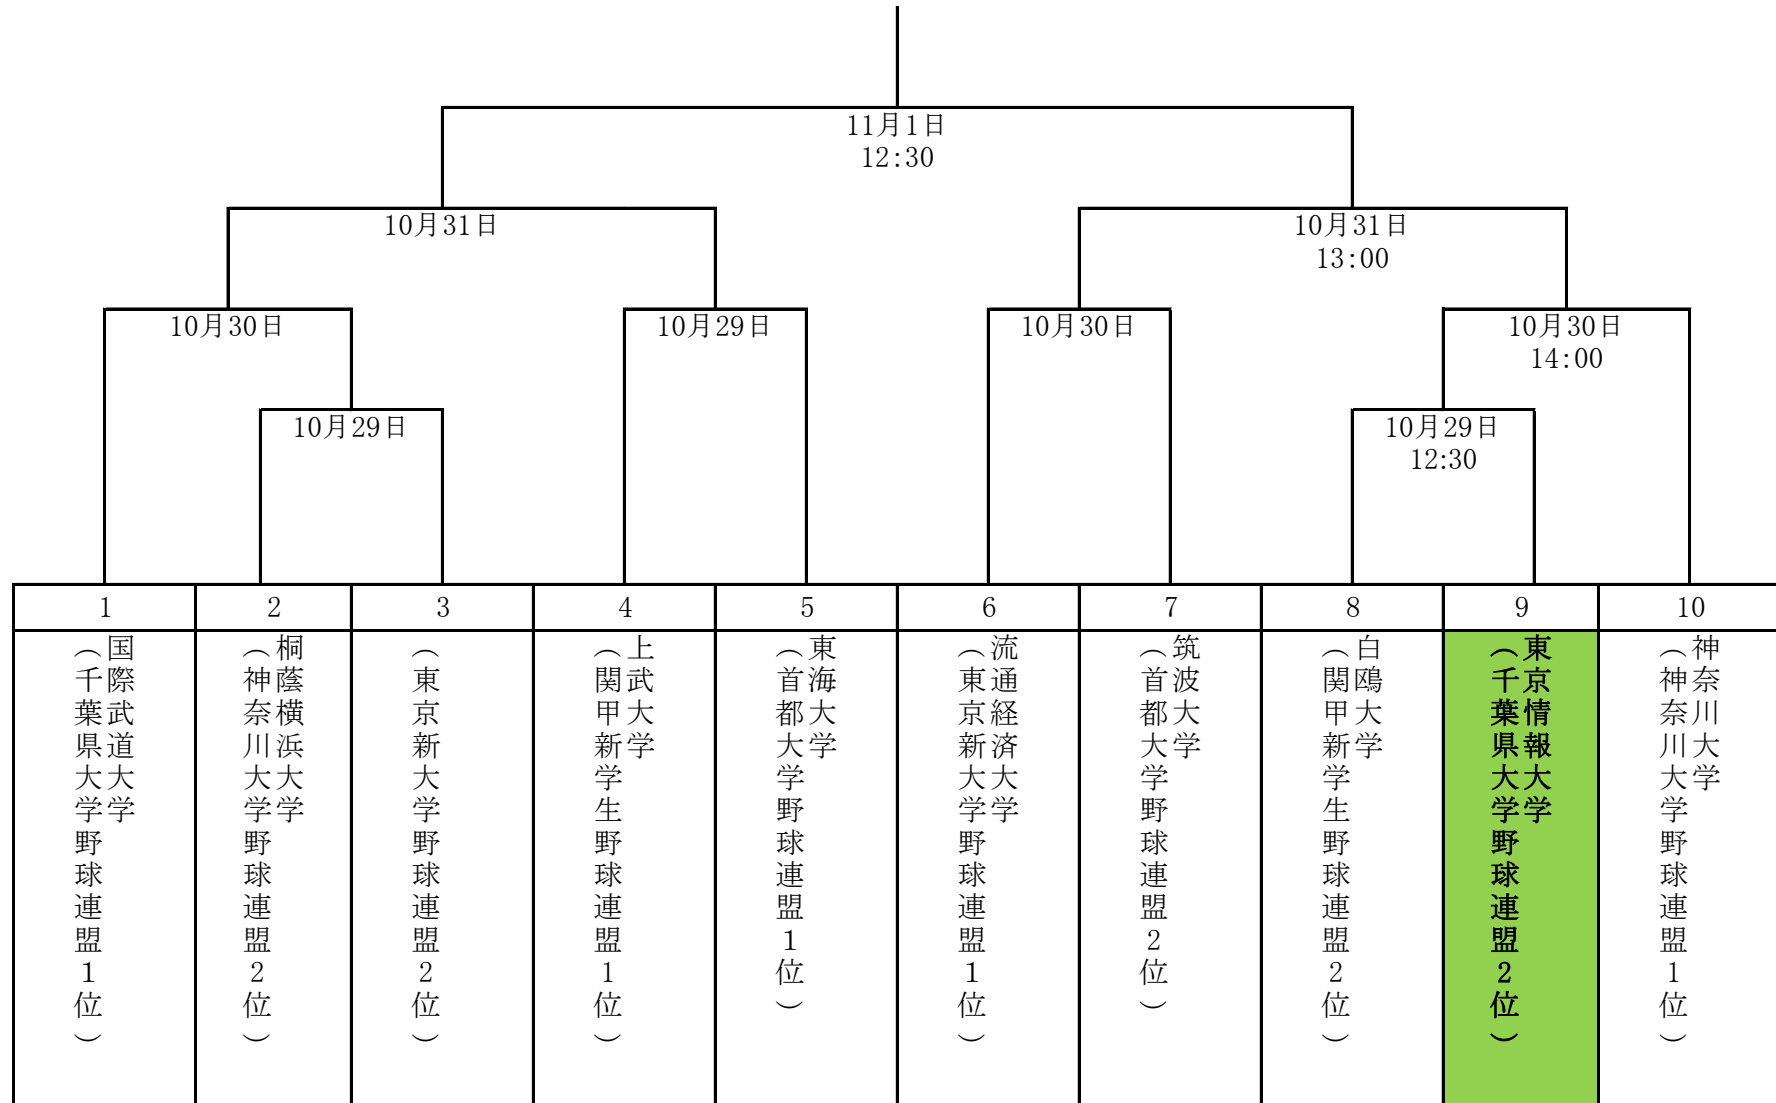 11月1日
12:30
10月31日
10月31日
13:00
10月30日
10月29日
10月30日
10月30日
14:00
10月29日
10月29日
12:30
1
2
3
4
5
6
7
8
9
10
国際武道大学
（千葉県大学野球連盟1位）
桐蔭横浜大学
（神奈川大学野球連盟2位）
（東京新大学野球連盟2位）
上武大学
（関甲新学生野球連盟1位）
東海大学
（首都大学野球連盟1位）
流通経済大学
（東京新大学野球連盟1位）
筑波大学
（首都大学野球連盟2位）
白鴎大学
（関甲新学生野球連盟2位）
東京情報大学
（千葉県大学野球連盟2位）
神奈川大学
（神奈川大学野球連盟1位）